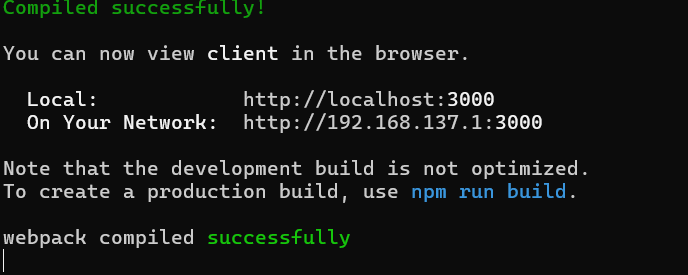 Compiled successfully!
You can now view client in the browser.
Local: http://localhost:3000
On Your Network: http://192.168.137.1:3000
Note that the development build is not optimized.
To create a production build, use npm run build.
webpack compiled successfully